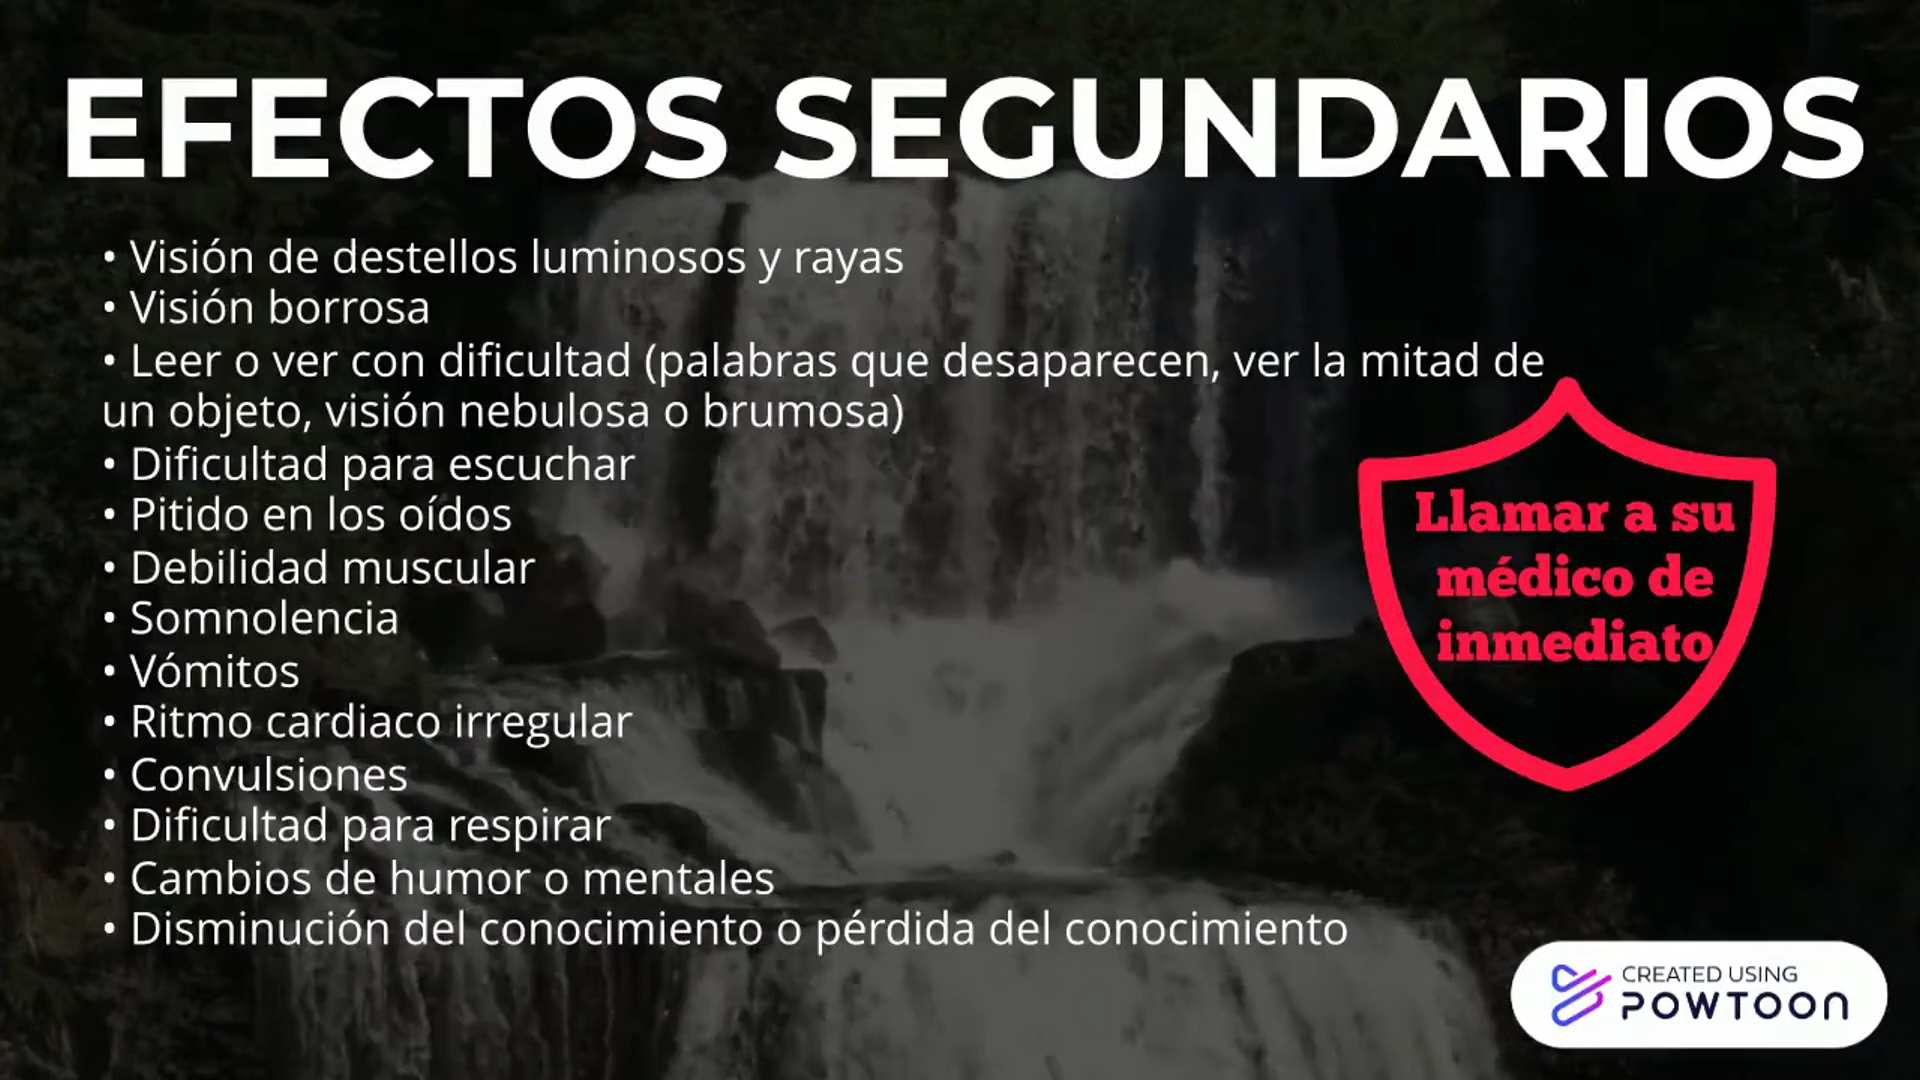 EFECTOS SEGUNDARIOS
• Visión de destellos luminosos y rayas
• Visión borrosa
• Leer o ver con dificultad (palabras que desaparecen, ver la mitad de
un objeto, visión nebulosa o brumosa)
• Dificultad para escuchar
• Pitido en los oídos
• Debilidad muscular
• Somnolencia
• Vómitos
• Ritmo cardiaco irregular
• Convulsiones
• Dificultad para respirar
• Cambios de humor o mentales
• Disminución del conocimiento o pérdida del conocimiento
Llamar a su
médico de
inmediato
CREATED USING
POWTOON